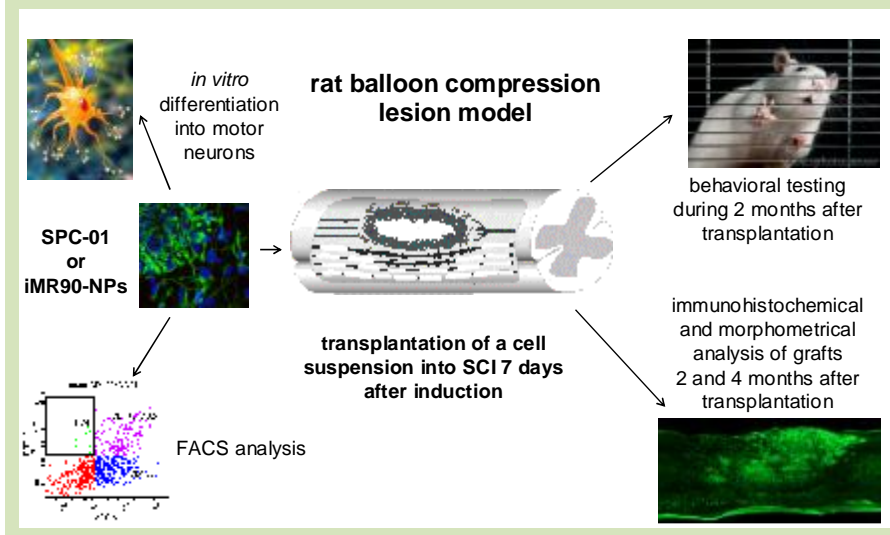 in vitro
differentiation
into motor
neurons
rat balloon compression
lesion model
behavioral testing
during 2 months after
transplantation
SPC-01
or
iMR90-NPs
transplantation of a cell
suspension into SCI 7 days
after induction
immunohistochemical
and morphometrical
analysis of grafts
2 and 4 months after
transplantation
FACS analysis